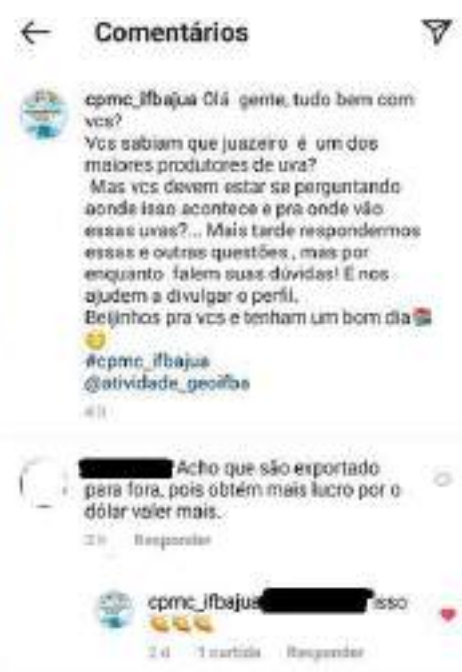 Comentários
cpmc_ifbajua Olá gente, tudo bem com
vcs?
Vcs sabiam que juazeiro é um dos
maiores produtores de uva?
Mas vcs devem estar se perguntando
aonde isso acontece e pra onde vão
essas uvas?... Mais tarde respondermos
essas e outras questões, mas por
enquanto falem suas dúvidas! E nos
ajudem a divulgar o perfil.
Beijinhos pra vcs e tenham um bom dia📚
😊
#cpmc_ifbajua
@atividade_geoifba
Acho que são exportado
para fora, pois obtém mais lucro por o
dólar valer mais.
Responder
cpmc_ifbajua isso
👏👏👏
2 d 1 curtida Responder